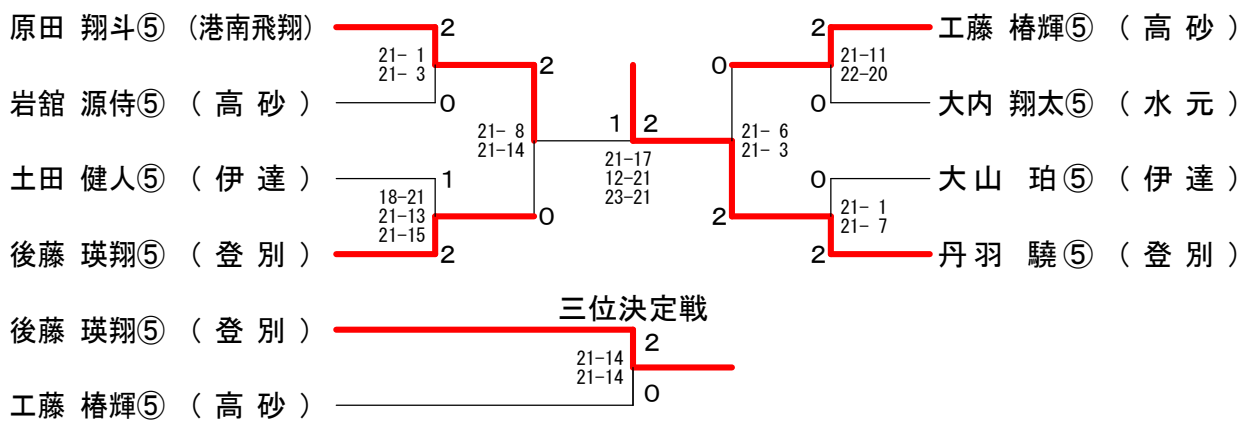 原田 翔斗⑤ (港南飛翔) 2 2 工藤 椿輝⑤ ( 高 砂 )
21- 1 2 0 21-11
21- 3 22-20
岩舘 源侍⑤ ( 高 砂 ) 0 0 大内 翔太⑤ ( 水 元 )
21- 8 1 2 21- 6
21-14 21- 3
21-17
土田 健人⑤ ( 伊 達 ) 1 12-21 0 大山 珀⑤ ( 伊 達 )
18-21 23-21
21-13 0 2 21- 1
21-15 21- 7
後藤 瑛翔⑤ ( 登 別 ) 2 2 丹羽 驍⑤ ( 登 別 )
三位決定戦
後藤 瑛翔⑤ ( 登 別 ) 2
21-14
21-14
工藤 椿輝⑤ ( 高 砂 ) 0